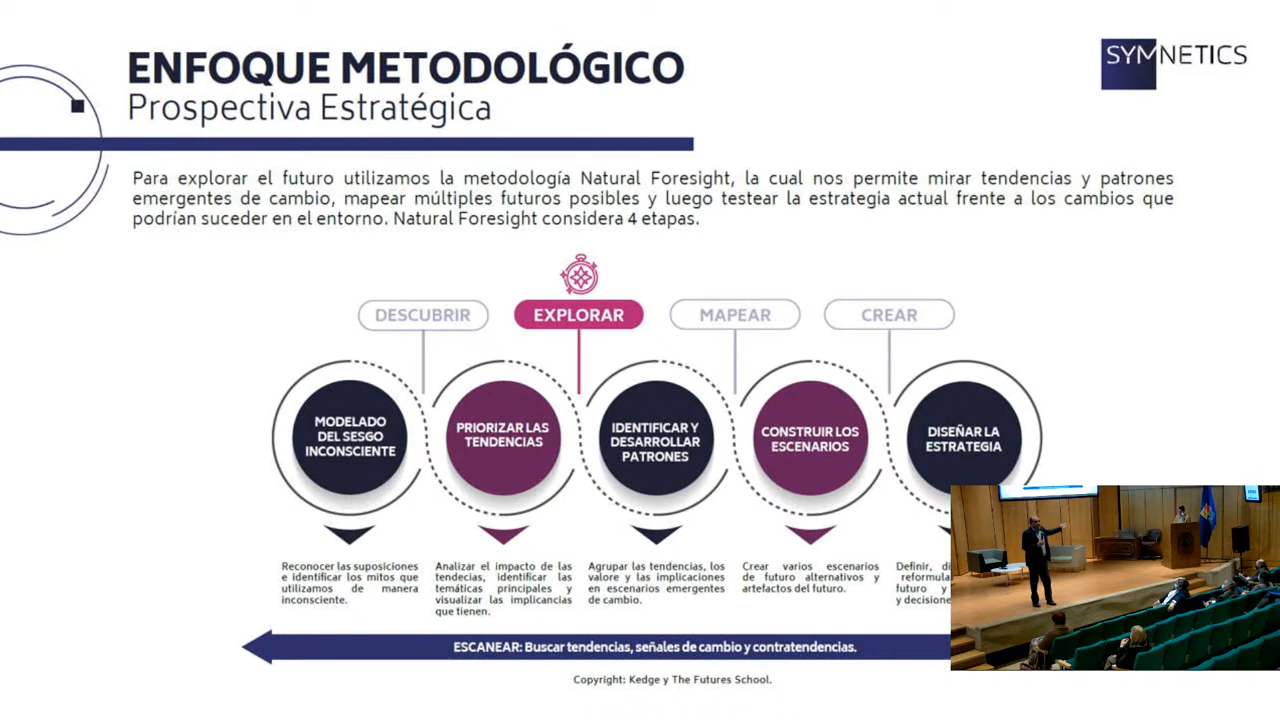 ENFOQUE METODOLÓGICO
Prospectiva Estratégica
SYMNETICS
Para explorar el futuro utilizamos la metodología Natural Foresight, la cual nos permite mirar tendencias y patrones
emergentes de cambio, mapear múltiples futuros posibles y luego testear la estrategia actual frente a los cambios que
podrían suceder en el entorno. Natural Foresight considera 4 etapas.
DESCUBRIR
EXPLORAR
MAPEAR
CREAR
MODELADO
DEL SESGO
INCONSCIENTE
PRIORIZAR LAS
TENDENCIAS
IDENTIFICAR Y
DESARROLLAR
PATRONES
CONSTRUIR LOS
ESCENARIOS
DISEÑAR LA
ESTRATEGIA
Reconocer las suposiciones
e identificar los mitos que
utilizamos de manera
inconsciente.
Analizar el impacto de las
tendecias, identificar las
temáticas principales y
visualizar las implicancias
que tienen.
Agrupar las tendencias, los
valore y las implicaciones
en escenarios emergentes
de cambio.
Crear varios escenarios
de futuro alternativos y
artefactos del futuro.
Definir,
futuro y
y
ESCANEAR: Buscar tendencias, señales de cambio y contratendencias.
Copyright: Kedge y The Futures School.